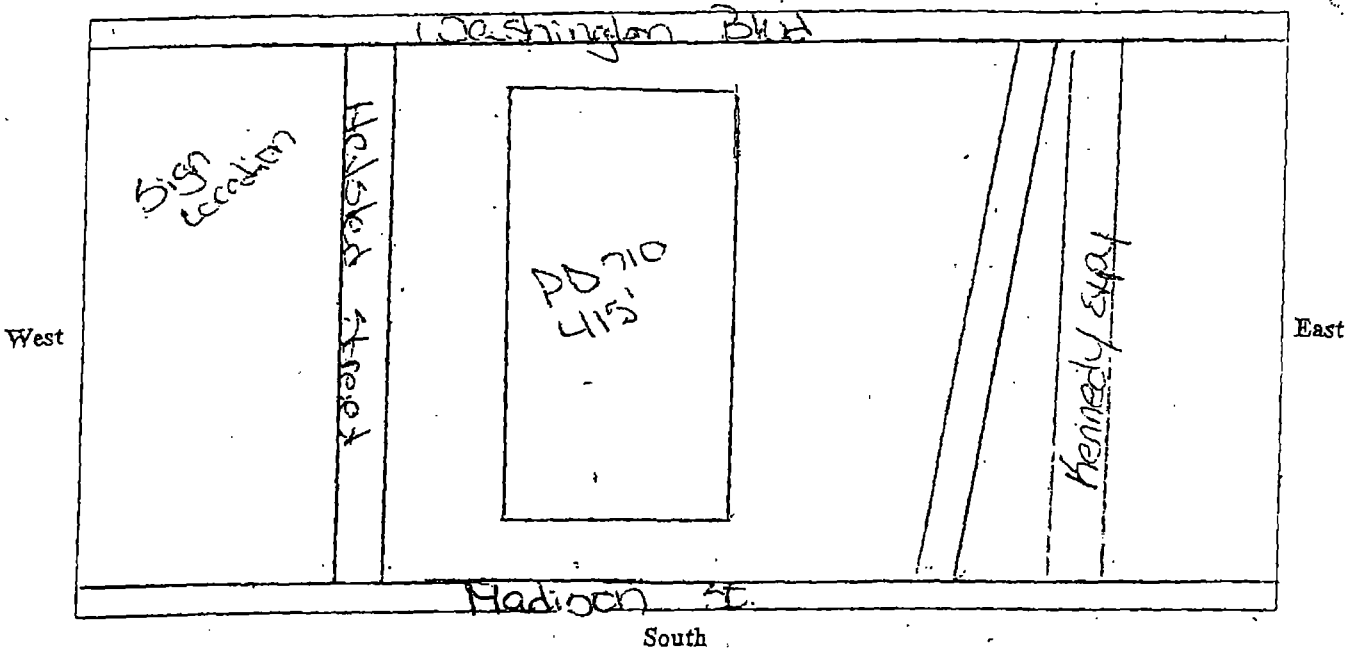 Washington Blvd
Sign
Location
Halsted Street
PD 710
415'
Kennedy Expy
West
East
Madison St.
South